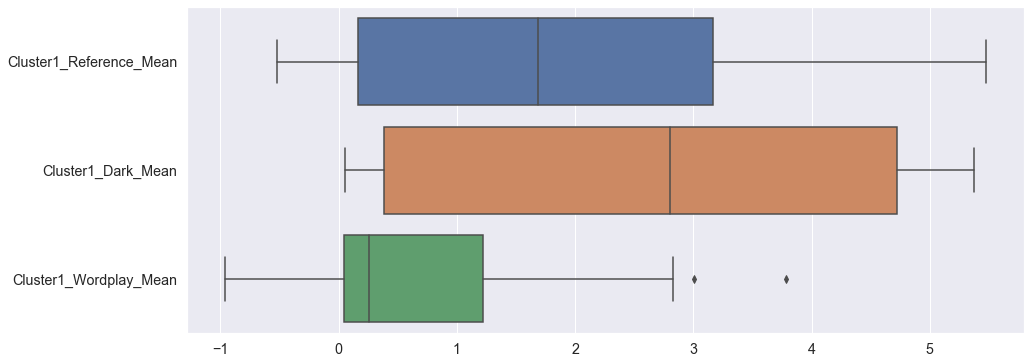 Cluster1_Reference_Mean
Cluster1_Dark_Mean
Cluster1_Wordplay_Mean
−1 0 1 2 3 4 5